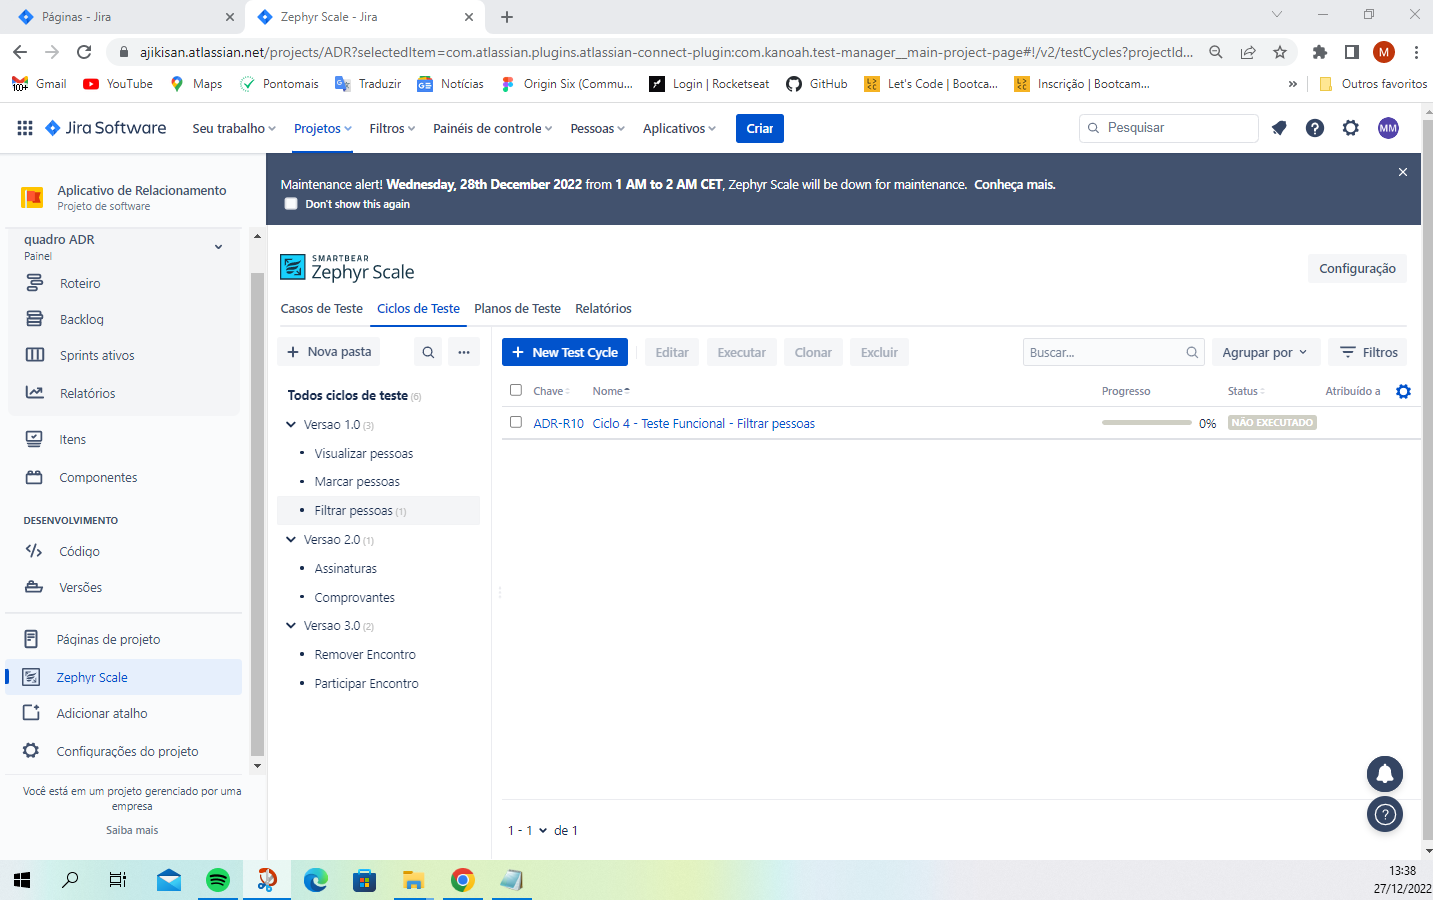 Páginas - Jira
Zephyr Scale - Jira
ajikisan.atlassian.net/projects/ADR?selectedItem=com.atlassian.plugins.atlassian-connect-plugin:com.kanoah.test-manager__main-project-page#!/v2/testCycles?projectId...
M
100+
Gmail
YouTube
Maps
Pontomais
Traduzir
Notícias
Origin Six (Commu...
Login | Rocketseat
GitHub
Let's Code | Bootca...
Inscrição | Bootcam...
»
Outros favoritos
Jira Software
Seu trabalho
Projetos
Filtros
Painéis de controle
Pessoas
Aplicativos
Criar
Pesquisar
MM
Aplicativo de Relacionamento
Projeto de software
quadro ADR
Painel
Roteiro
Backlog
Sprints ativos
Relatórios
Itens
Componentes
DESENVOLVIMENTO
Código
Versões
Páginas de projeto
Zephyr Scale
Adicionar atalho
Configurações do projeto
Você está em um projeto gerenciado por uma
empresa
Saiba mais
Maintenance alert! Wednesday, 28th December 2022 from 1 AM to 2 AM CET, Zephyr Scale will be down for maintenance. Conheça mais.
Don't show this again
SMARTBEAR
Zephyr Scale
Configuração
Casos de Teste
Ciclos de Teste
Planos de Teste
Relatórios
+ Nova pasta
...
Todos ciclos de teste (6)
Versao 1.0 (3)
• Visualizar pessoas
• Marcar pessoas
• Filtrar pessoas (1)
Versao 2.0 (1)
• Assinaturas
• Comprovantes
Versao 3.0 (2)
• Remover Encontro
• Participar Encontro
+ New Test Cycle
Editar
Executar
Clonar
Excluir
Buscar...
Agrupar por
Filtros
Chave
Nome
Progresso
Status
Atribuído a
ADR-R10
Ciclo 4 - Teste Funcional - Filtrar pessoas
0%
NÃO EXECUTADO
1 - 1 de 1
13:38
27/12/2022